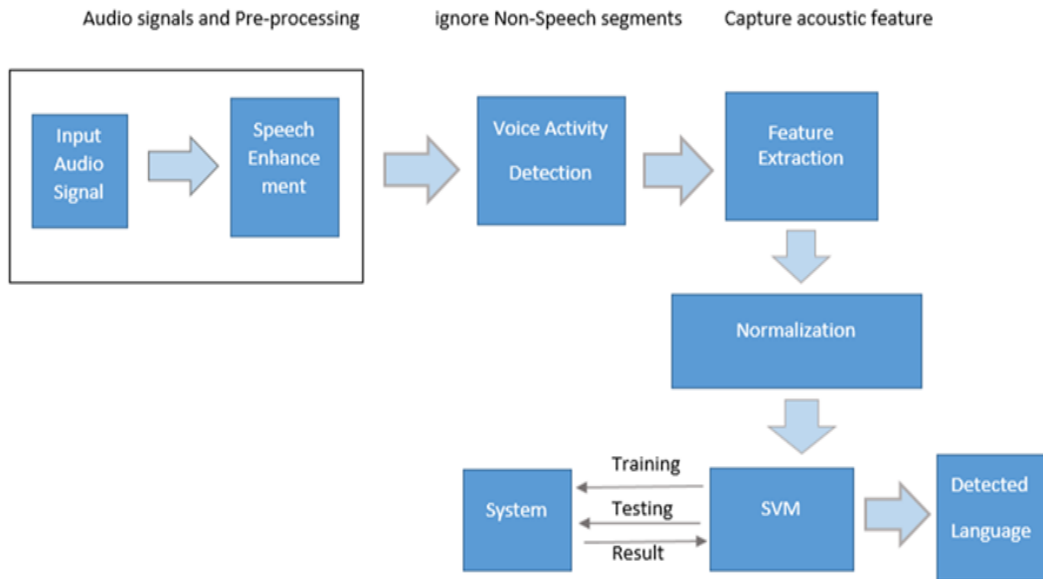 Audio signals and Pre-processing
ignore Non-Speech segments
Capture acoustic feature
Input
Audio
Signal
Speech
Enhance
ment
Voice Activity
Detection
Feature
Extraction
Normalization
Training
Testing
Result
System
SVM
Detected
Language